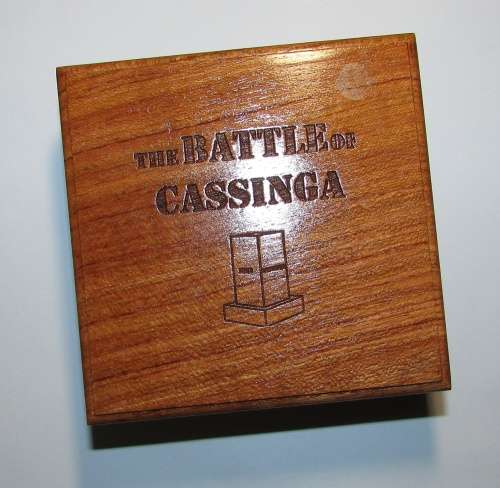 THE BATTLE OF
CASSINGA